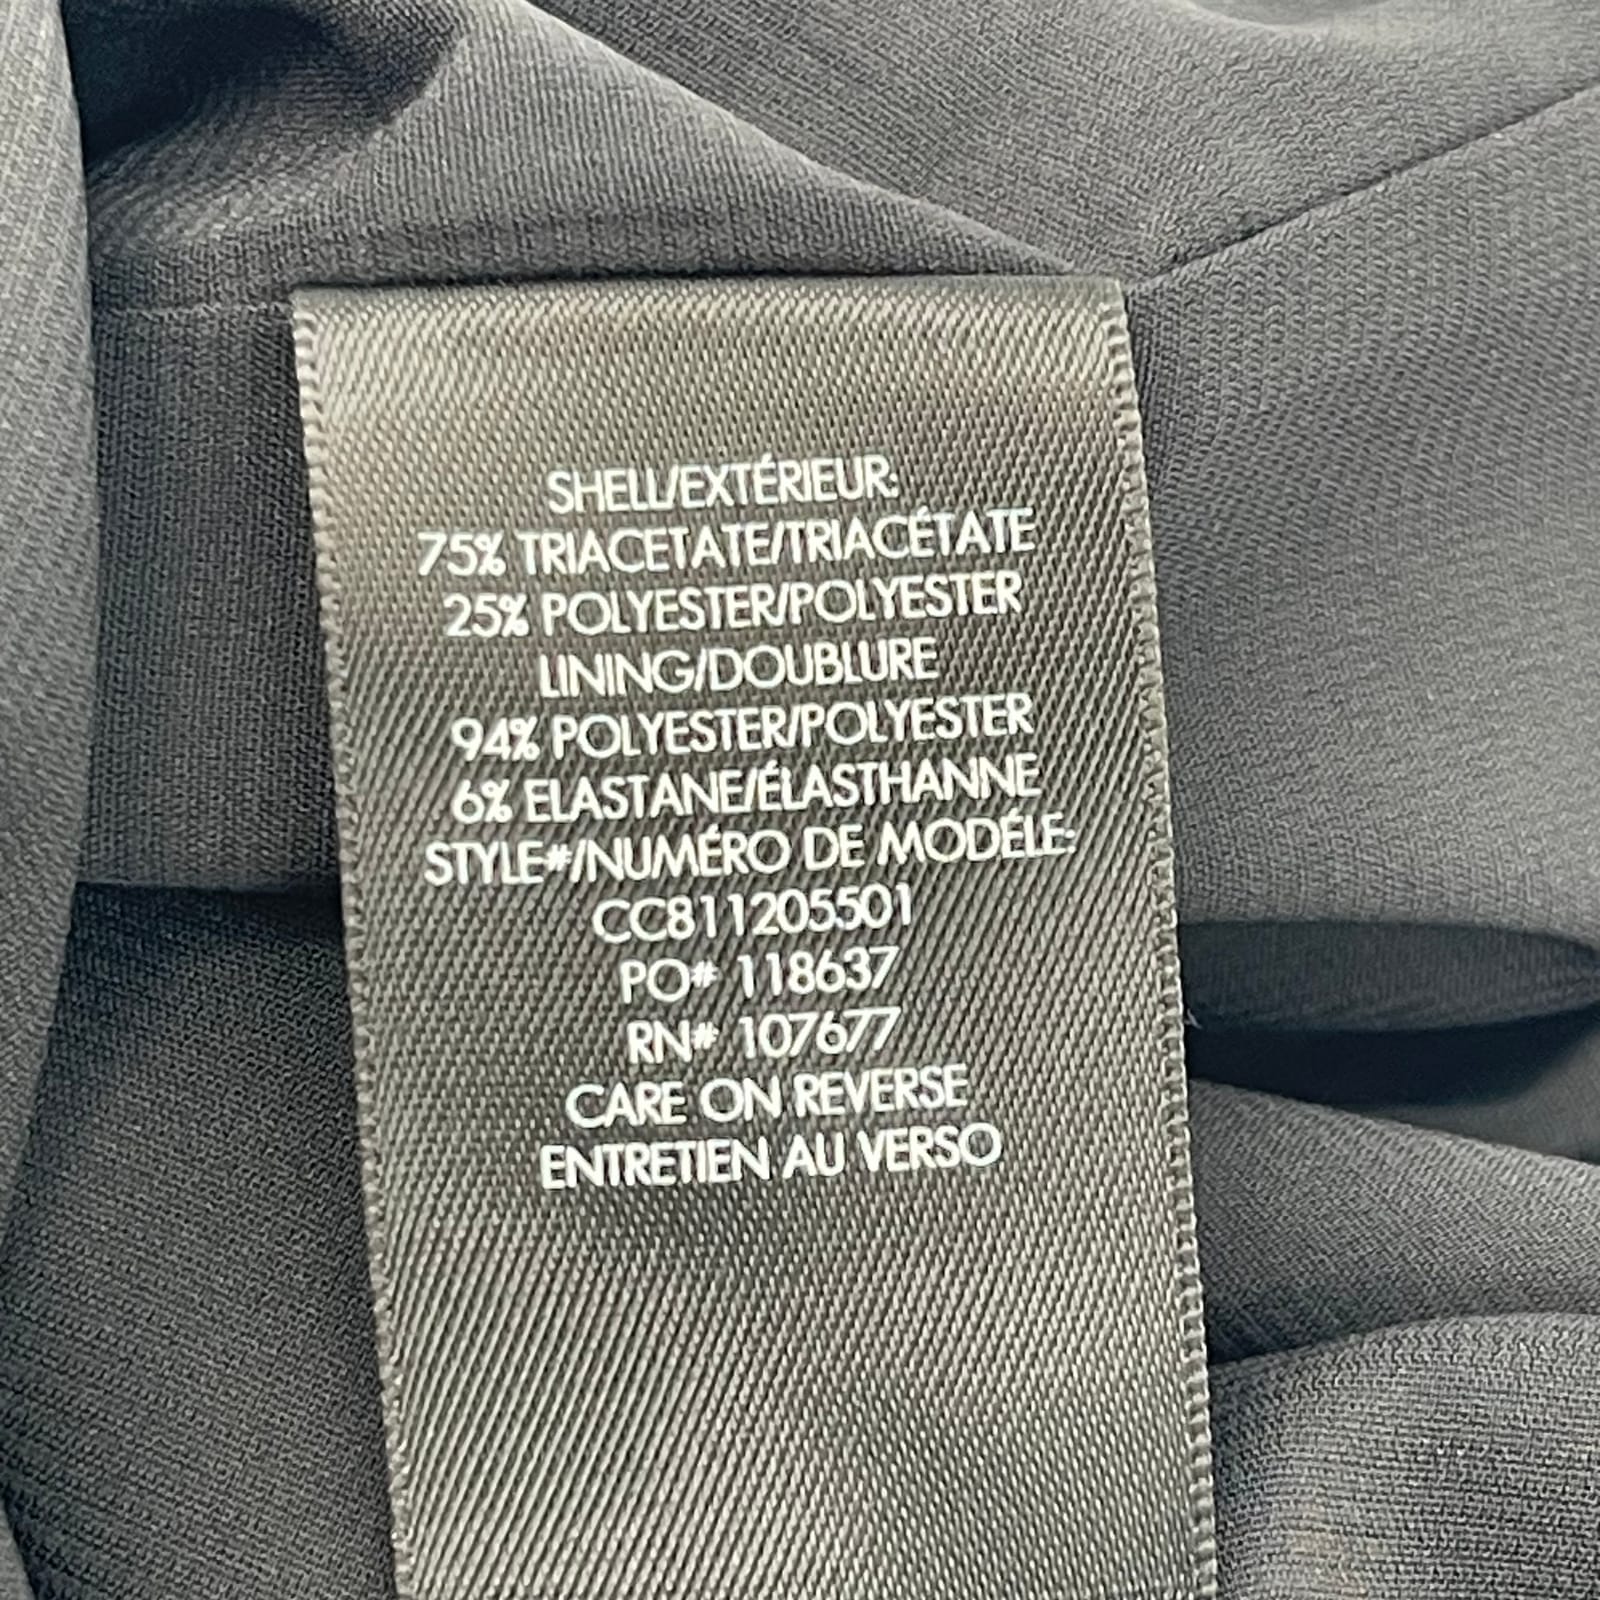 SHELL/EXTÉRIEUR:
75% TRIACETATE/TRIACÉTATE
25% POLYESTER/POLYESTER
LINING/DOUBLURE
94% POLYESTER/POLYESTER
6% ELASTANE/ÉLASTHANNE
STYLE#/NUMÉRO DE MODÉLE:
CC811205501
PO# 118637
RN# 107677
CARE ON REVERSE
ENTRETIEN AU VERSO